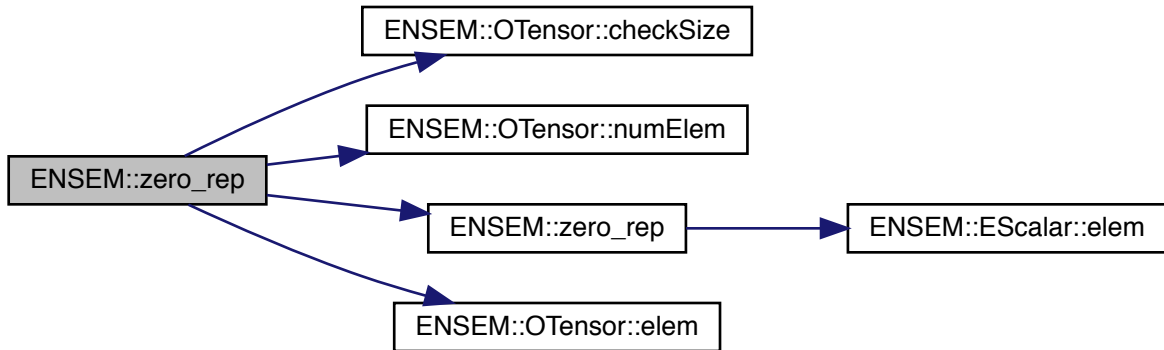 ENSEM::OTensor::checkSize
ENSEM::OTensor::numElem
ENSEM::zero_rep
ENSEM::zero_rep
ENSEM::EScalar::elem
ENSEM::OTensor::elem